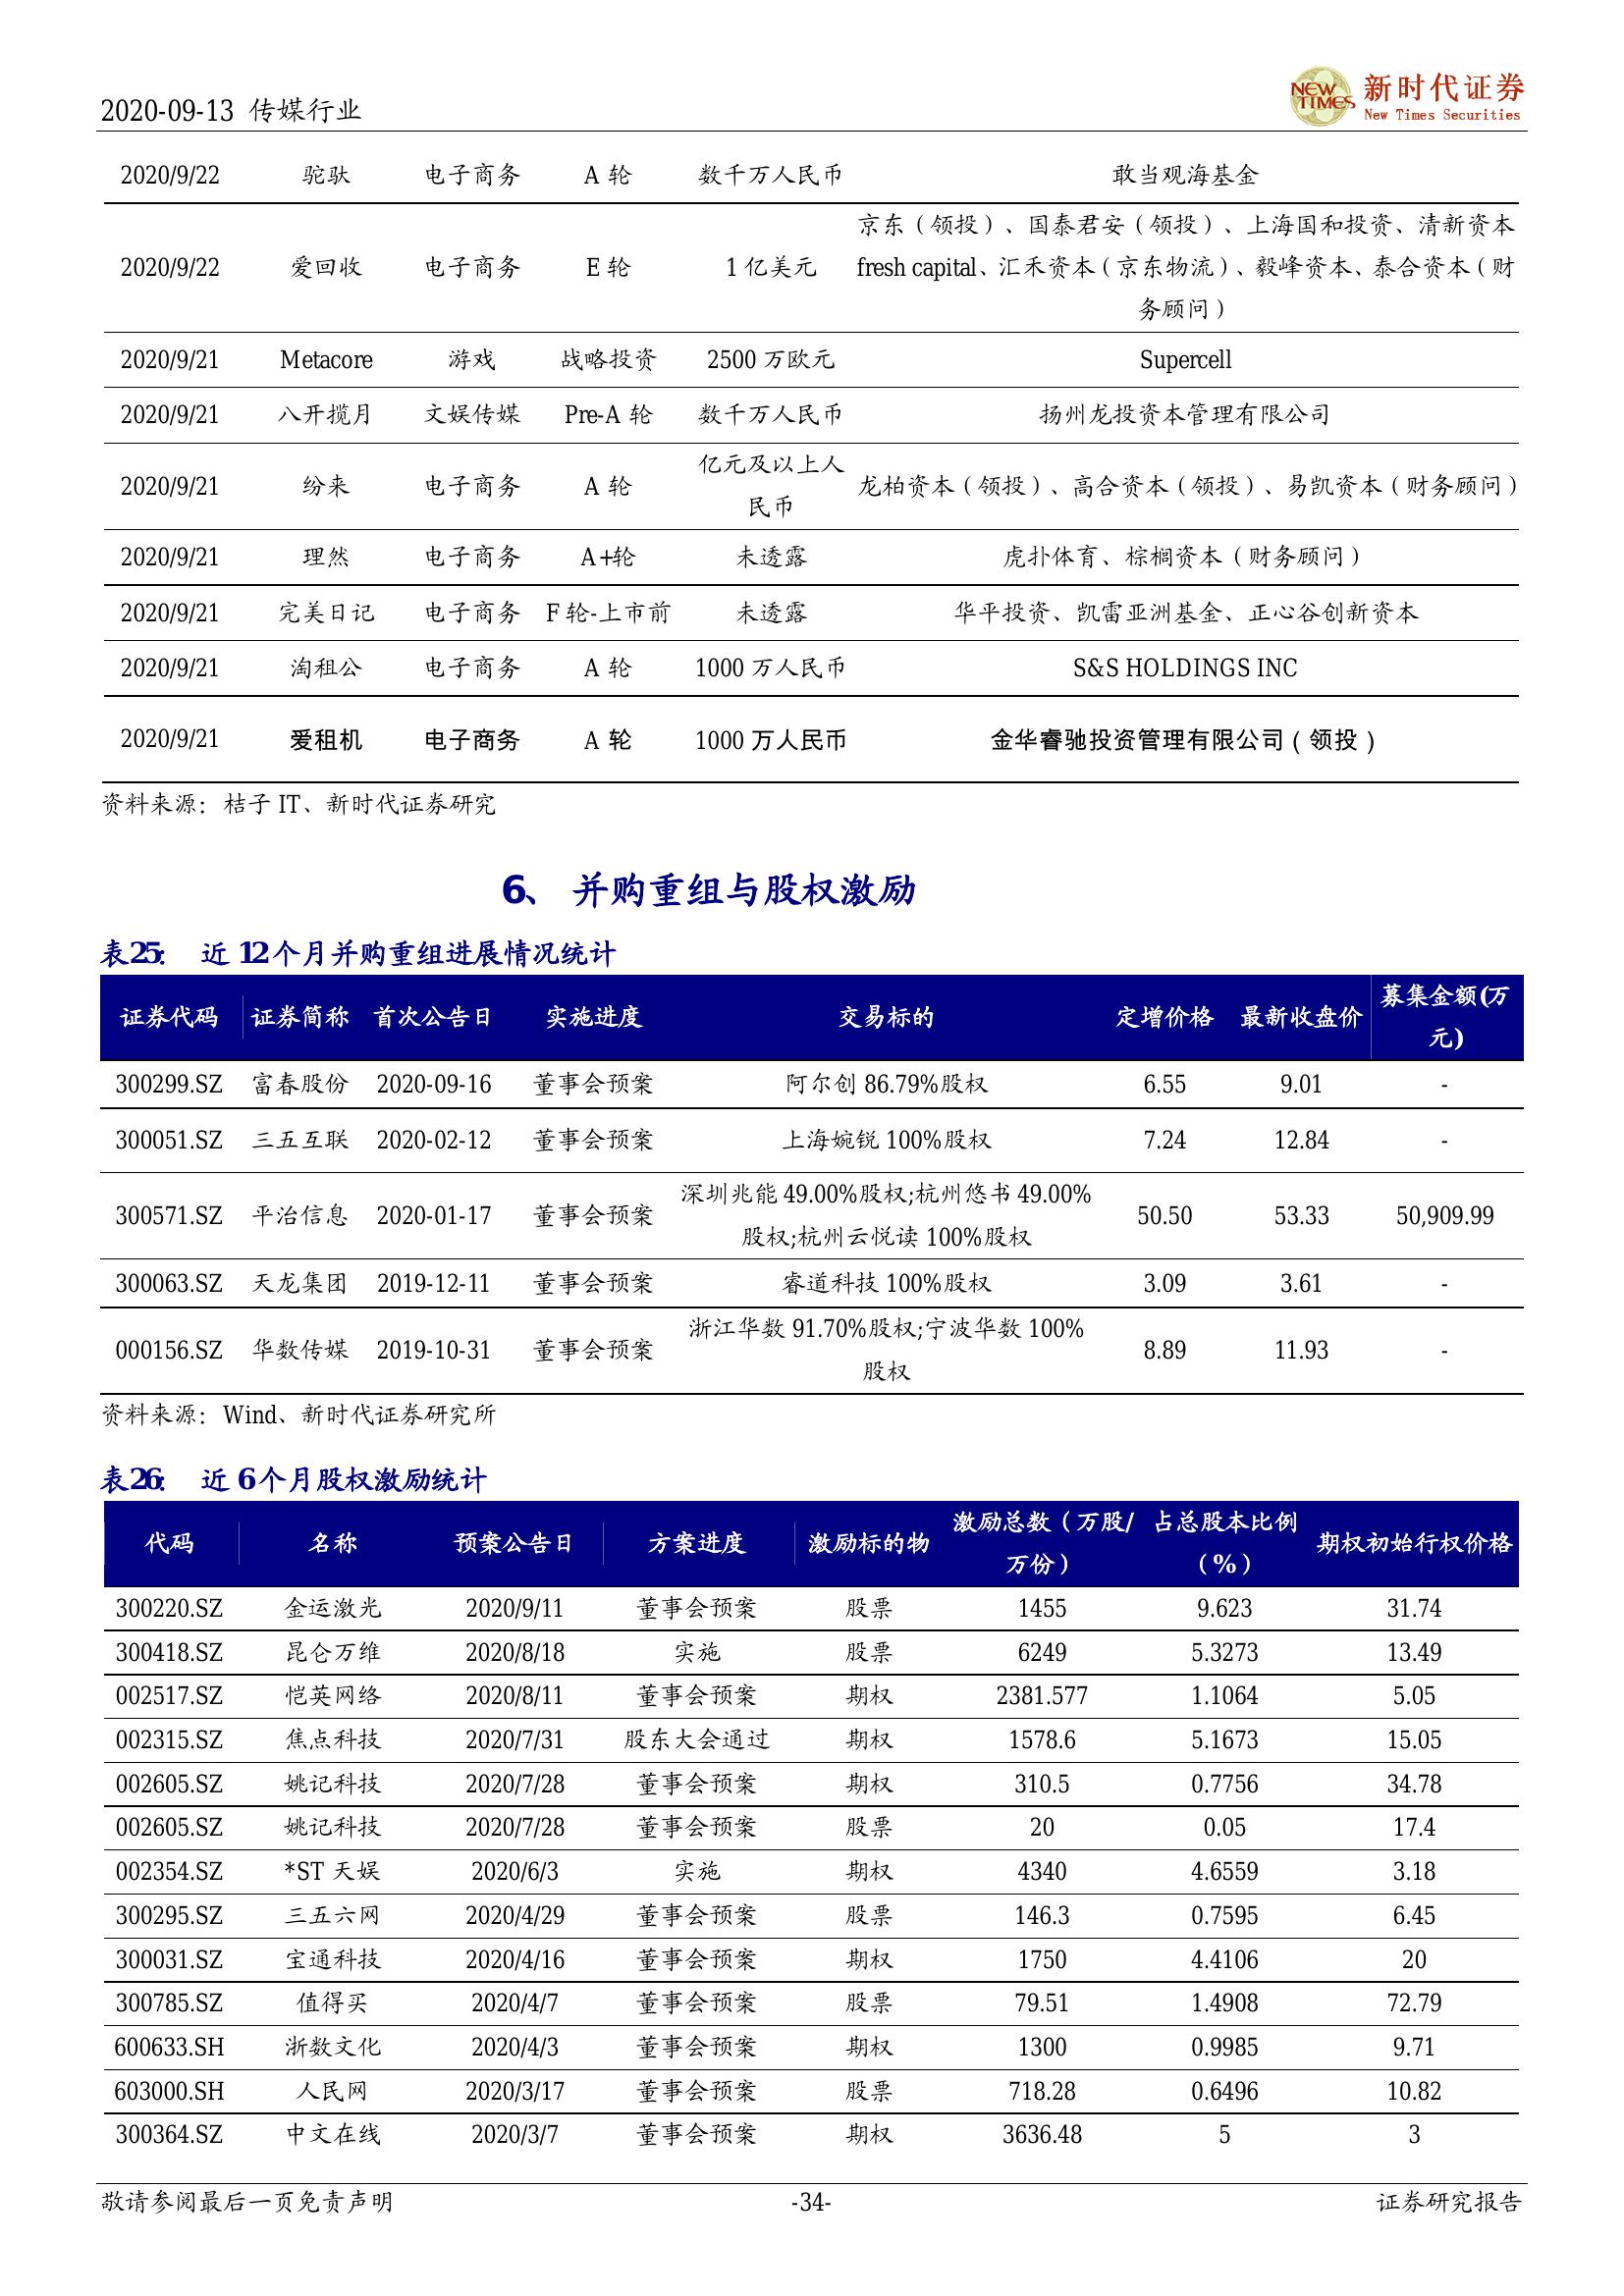 2020-09-13 传媒行业
NEW TIMES 新时代证券
New Times Securities
2020/9/22 驼驮 电子商务 A 轮 数千万人民币 敢当观海基金
京东（领投）、国泰君安（领投）、上海国和投资、清新资本
2020/9/22 爱回收 电子商务 E 轮 1 亿美元 fresh capital、汇禾资本（京东物流）、毅峰资本、泰合资本（财
务顾问）
2020/9/21 Metacore 游戏 战略投资 2500 万欧元 Supercell
2020/9/21 八开揽月 文娱传媒 Pre-A 轮 数千万人民币 扬州龙投资本管理有限公司
亿元及以上人
2020/9/21 纷来 电子商务 A 轮 龙柏资本（领投）、高合资本（领投）、易凯资本（财务顾问）
民币
2020/9/21 理然 电子商务 A+轮 未透露 虎扑体育、棕榈资本（财务顾问）
2020/9/21 完美日记 电子商务 F 轮-上市前 未透露 华平投资、凯雷亚洲基金、正心谷创新资本
2020/9/21 淘租公 电子商务 A 轮 1000 万人民币 S&S HOLDINGS INC
2020/9/21 爱租机 电子商务 A 轮 1000 万人民币 金华睿驰投资管理有限公司（领投）
资料来源：桔子 IT、新时代证券研究
6、 并购重组与股权激励
表25： 近 12个月并购重组进展情况统计
证券代码 证券简称 首次公告日 实施进度 交易标的 定增价格 最新收盘价 募集金额(万
元)
300299.SZ 富春股份 2020-09-16 董事会预案 阿尔创 86.79%股权 6.55 9.01 -
300051.SZ 三五互联 2020-02-12 董事会预案 上海婉锐 100%股权 7.24 12.84 -
深圳兆能 49.00%股权;杭州悠书 49.00%
300571.SZ 平治信息 2020-01-17 董事会预案 50.50 53.33 50,909.99
股权;杭州云悦读 100%股权
300063.SZ 天龙集团 2019-12-11 董事会预案 睿道科技 100%股权 3.09 3.61 -
浙江华数 91.70%股权;宁波华数 100%
000156.SZ 华数传媒 2019-10-31 董事会预案 8.89 11.93 -
股权
资料来源：Wind、新时代证券研究所
表26： 近 6个月股权激励统计
代码 名称 预案公告日 方案进度 激励标的物 激励总数（万股/ 占总股本比例 期权初始行权价格
万份） （%）
300220.SZ 金运激光 2020/9/11 董事会预案 股票 1455 9.623 31.74
300418.SZ 昆仑万维 2020/8/18 实施 股票 6249 5.3273 13.49
002517.SZ 恺英网络 2020/8/11 董事会预案 期权 2381.577 1.1064 5.05
002315.SZ 焦点科技 2020/7/31 股东大会通过 期权 1578.6 5.1673 15.05
002605.SZ 姚记科技 2020/7/28 董事会预案 期权 310.5 0.7756 34.78
002605.SZ 姚记科技 2020/7/28 董事会预案 股票 20 0.05 17.4
002354.SZ *ST 天娱 2020/6/3 实施 期权 4340 4.6559 3.18
300295.SZ 三五六网 2020/4/29 董事会预案 股票 146.3 0.7595 6.45
300031.SZ 宝通科技 2020/4/16 董事会预案 期权 1750 4.4106 20
300785.SZ 值得买 2020/4/7 董事会预案 股票 79.51 1.4908 72.79
600633.SH 浙数文化 2020/4/3 董事会预案 期权 1300 0.9985 9.71
603000.SH 人民网 2020/3/17 董事会预案 股票 718.28 0.6496 10.82
300364.SZ 中文在线 2020/3/7 董事会预案 期权 3636.48 5 3
敬请参阅最后一页免责声明 -34- 证券研究报告